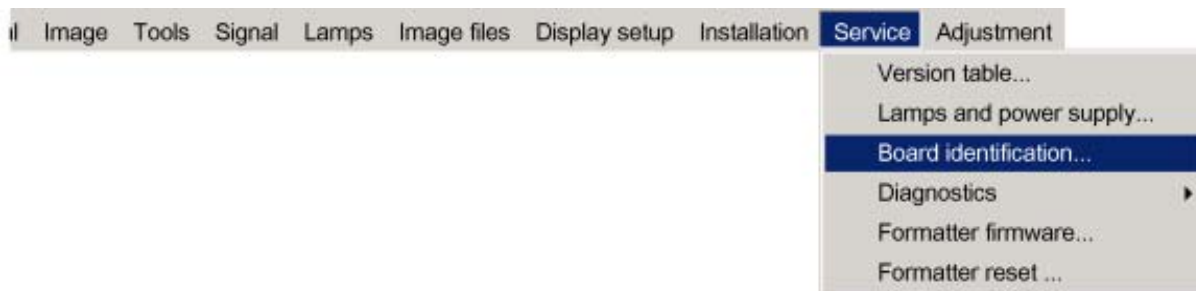 Image Tools Signal Lamps Image files Display setup Installation Service Adjustment
Version table...
Lamps and power supply...
Board identification...
Diagnostics
Formatter firmware...
Formatter reset ...